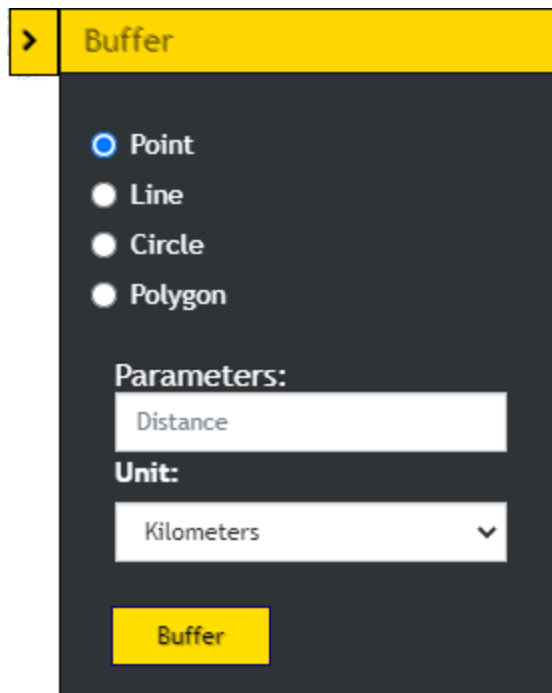 Buffer
Point
Line
Circle
Polygon
Parameters:
Distance
Unit:
Kilometers
Buffer